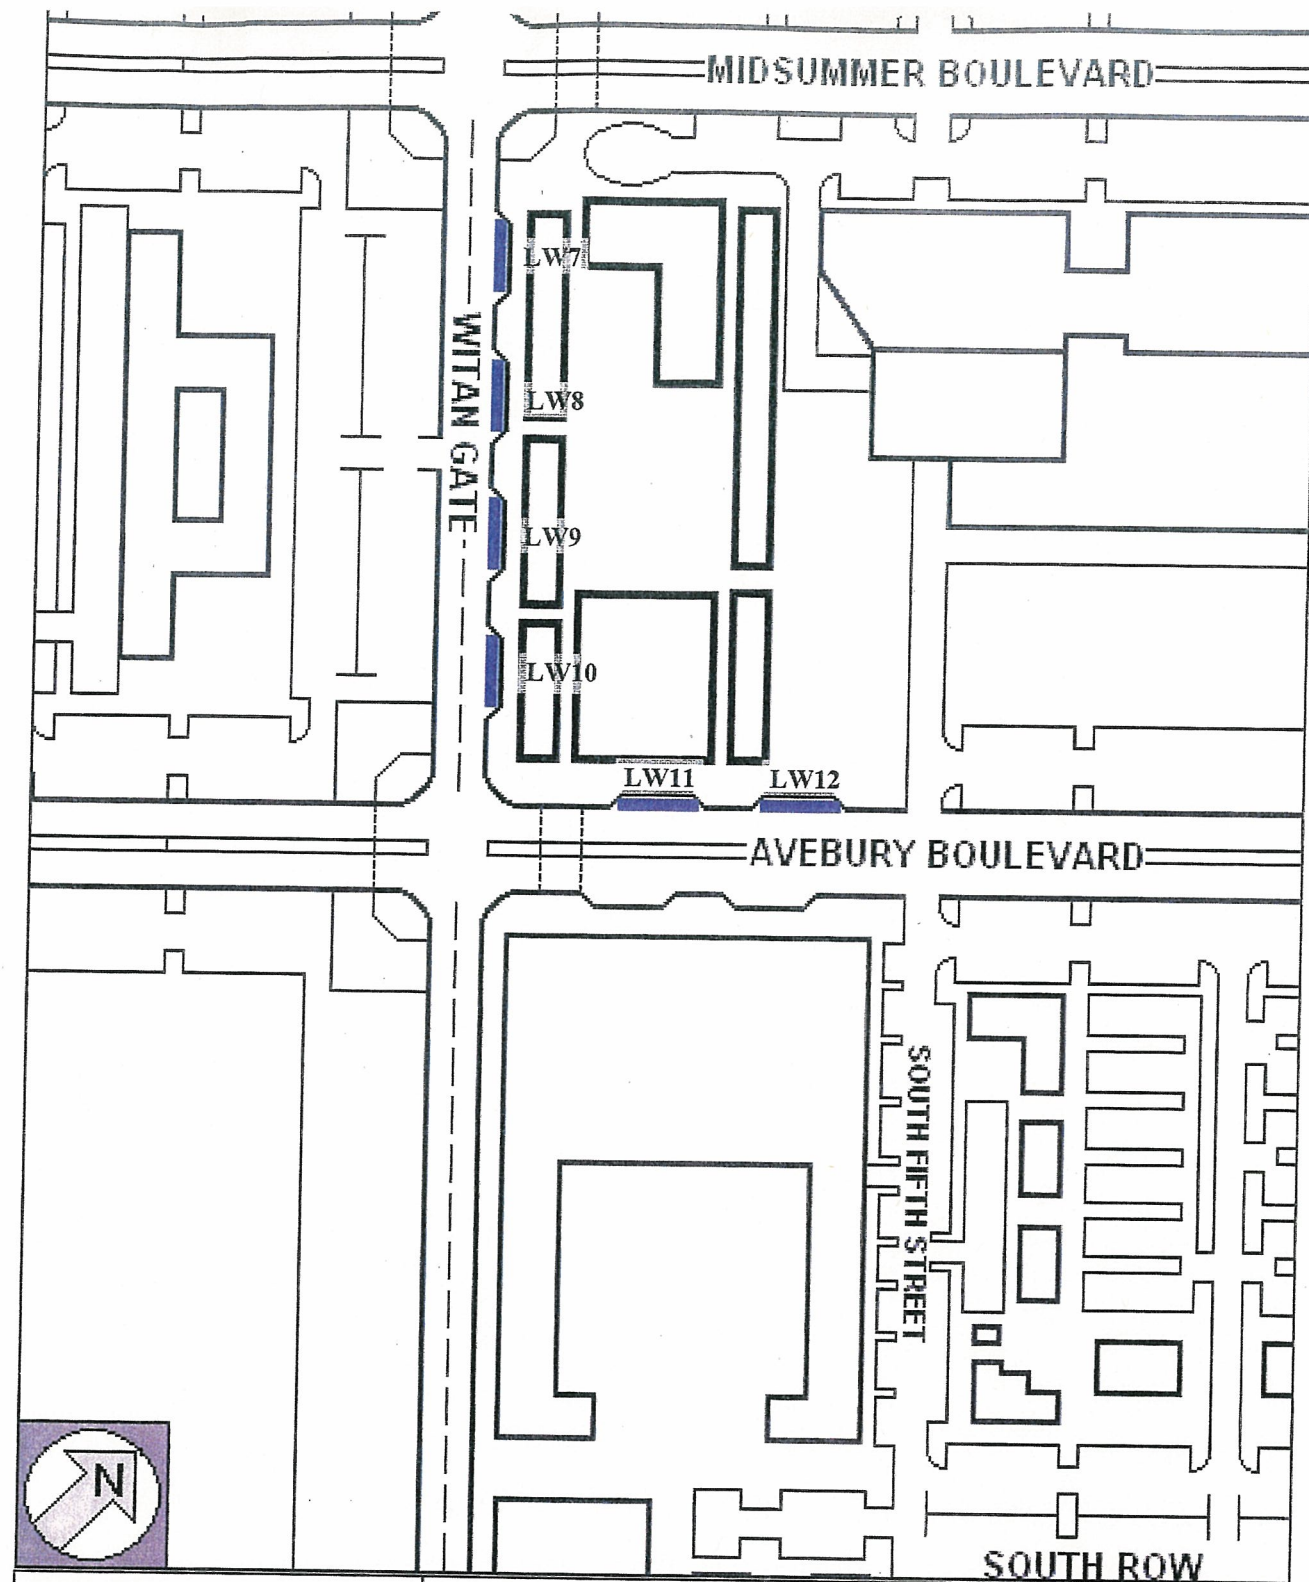 MIDSUMMER BOULEVARD
LW7
WITAN GATE
LW8
LW9
LW10
LW11
LW12
AVEBURY BOULEVARD
SOUTH FIFTH STREET
N
SOUTH ROW